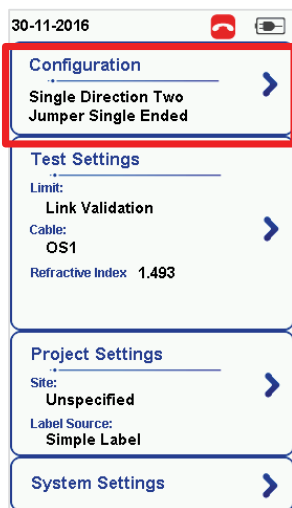 30-11-2016
Configuration
Single Direction Two
Jumper Single Ended
Test Settings
Limit:
Link Validation
Cable:
OS1
Refractive Index 1.493
Project Settings
Site:
Unspecified
Label Source:
Simple Label
System Settings